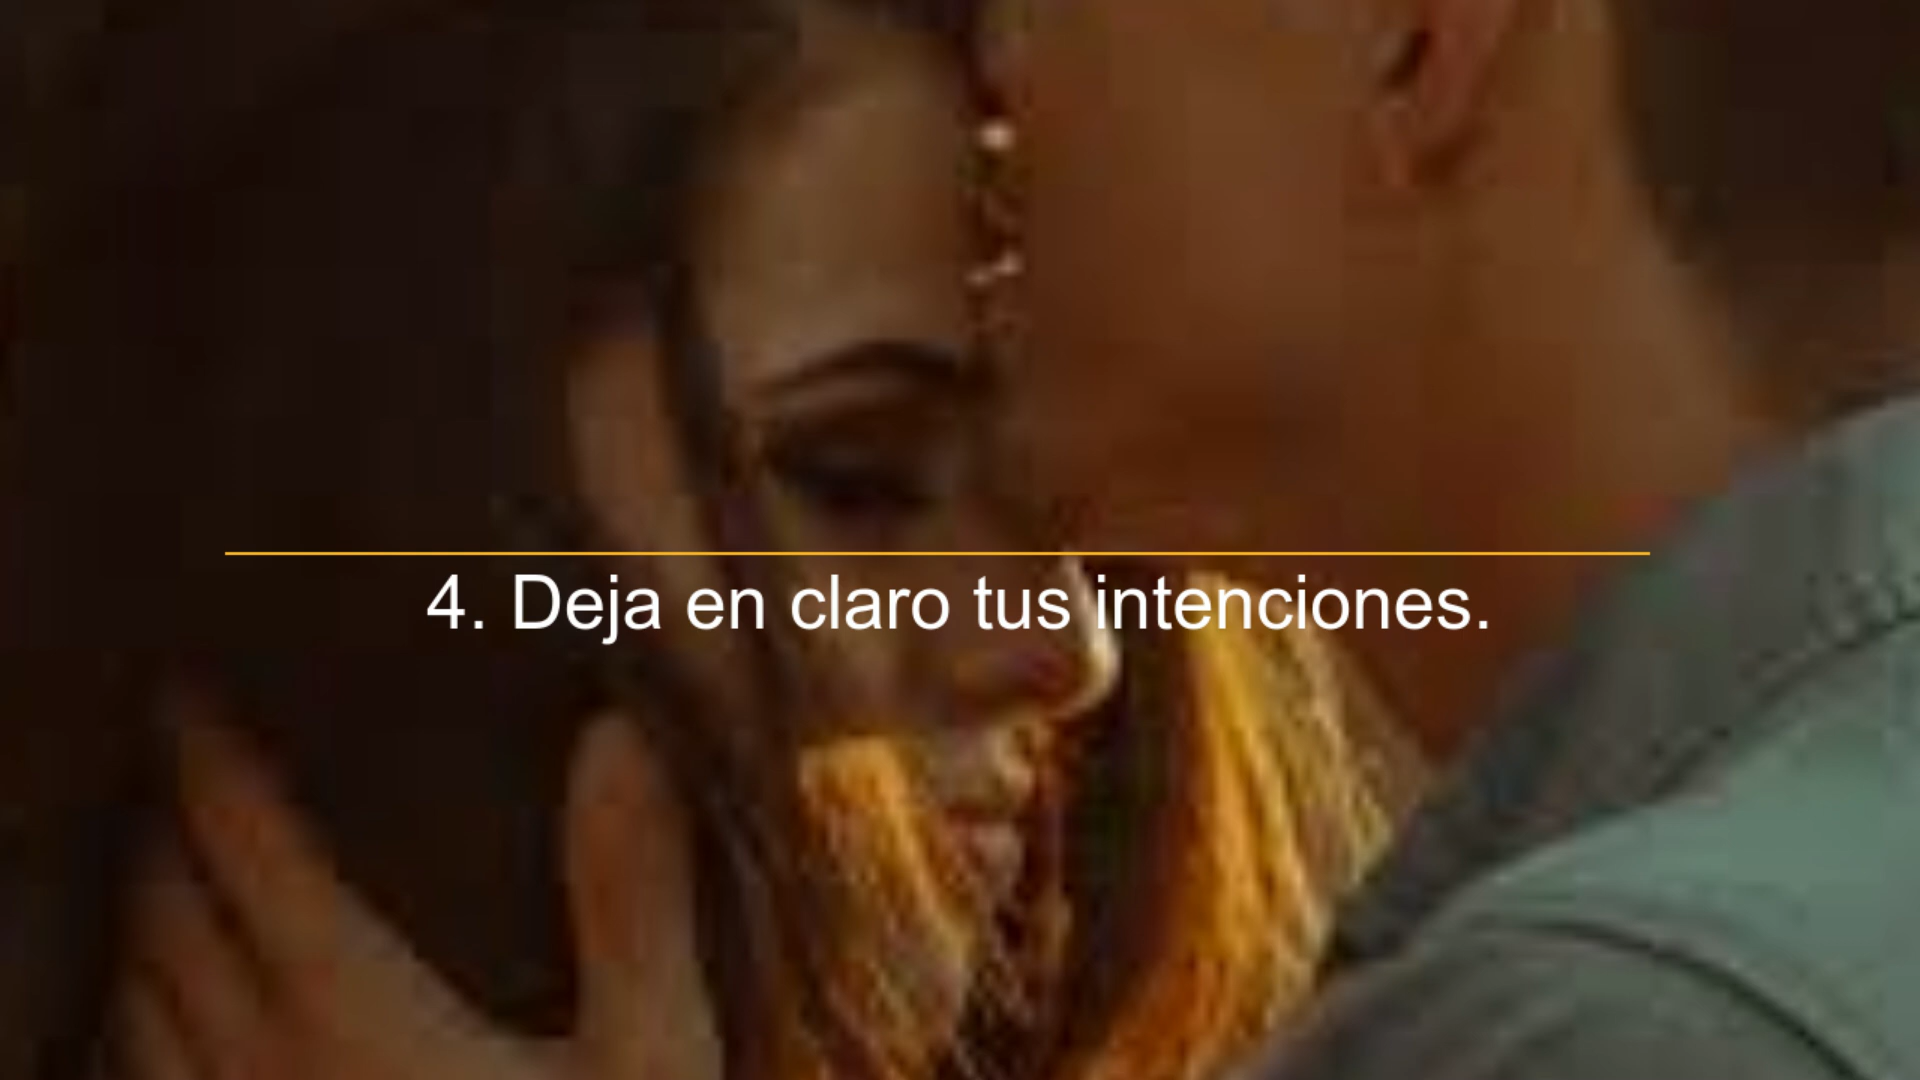 4. Deja en claro tus intenciones.